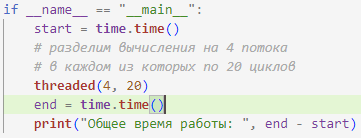 if __name__ == "__main__":
    start = time.time()
    # разделим вычисления на 4 потока
    # в каждом из которых по 20 циклов
    threaded(4, 20)
    end = time.time()
    print("Общее время работы: ", end - start)